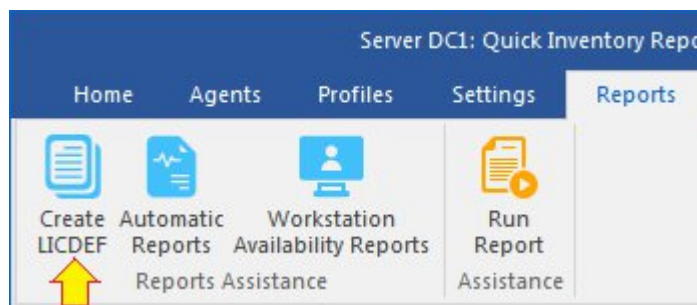 Server DC1: Quick Inventory Repo
Home Agents Profiles Settings Reports
Create Automatic Workstation Run
LICDEF Reports Availability Reports Report
Reports Assistance Assistance